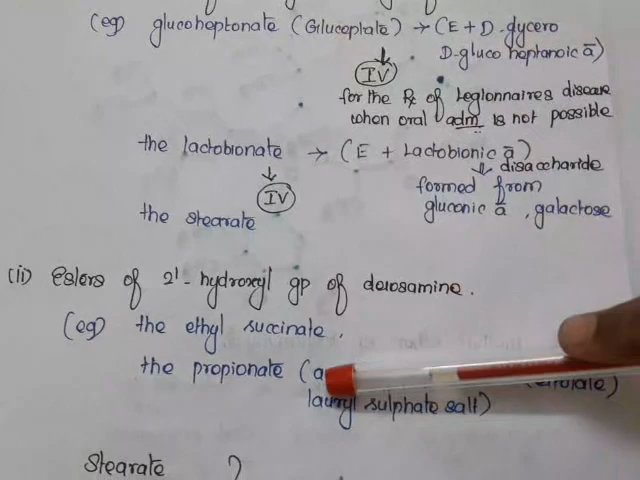 (eg) glucoheptonate (Gluceptate) → (E + D-glycero
D-gluco heptanoic a̅)
↓
IV
for the Rx of Legionnaires disease
when oral adm is not possible
the lactobionate → (E + Lactobionic a̅)
↓ ↓ disaccharide
IV formed from
the stearate gluconic a̅, galactose
(ii) Esters of 2'-hydroxyl gp of desosamine.
(eg) the ethyl succinate.
the propionate (
lauryl sulphate salt)
Stearate }